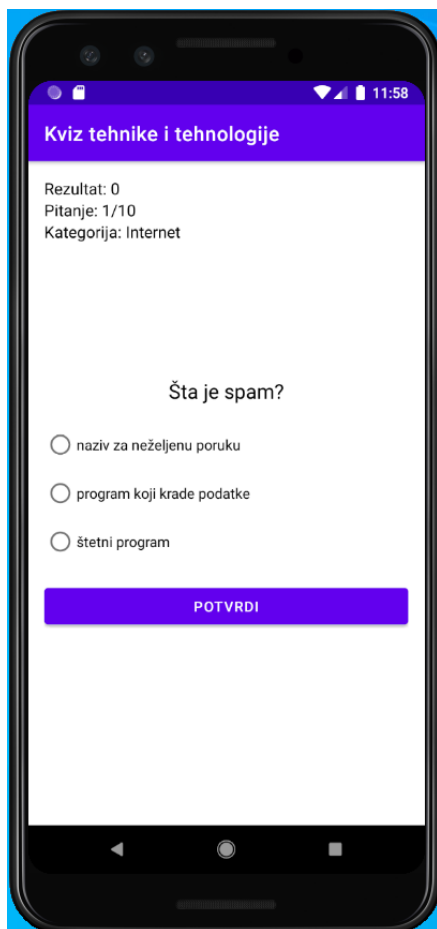 11:58
Kviz tehnike i tehnologije
Rezultat: 0
Pitanje: 1/10
Kategorija: Internet
Šta je spam?
naziv za neželjenu poruku
program koji krade podatke
štetni program
POTVRDI